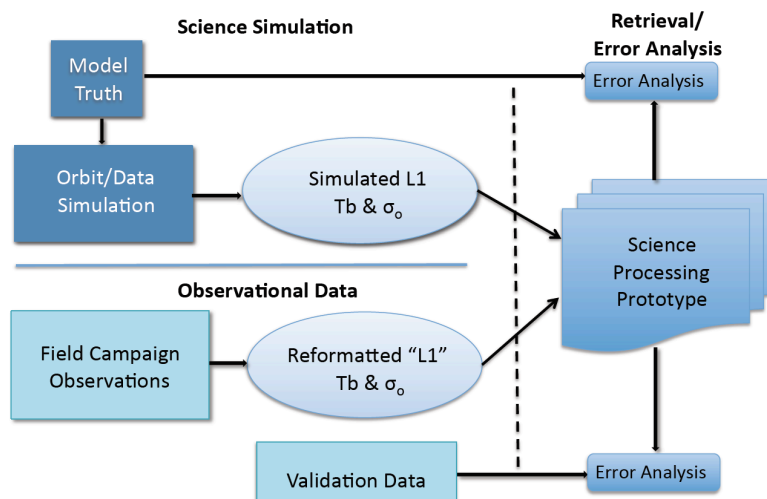 Science Simulation
Retrieval/
Error Analysis
Model
Truth
Error Analysis
Orbit/Data
Simulation
Simulated L1
Tb & σo
Science
Processing
Prototype
Observational Data
Field Campaign
Observations
Reformatted “L1”
Tb & σo
Validation Data
Error Analysis